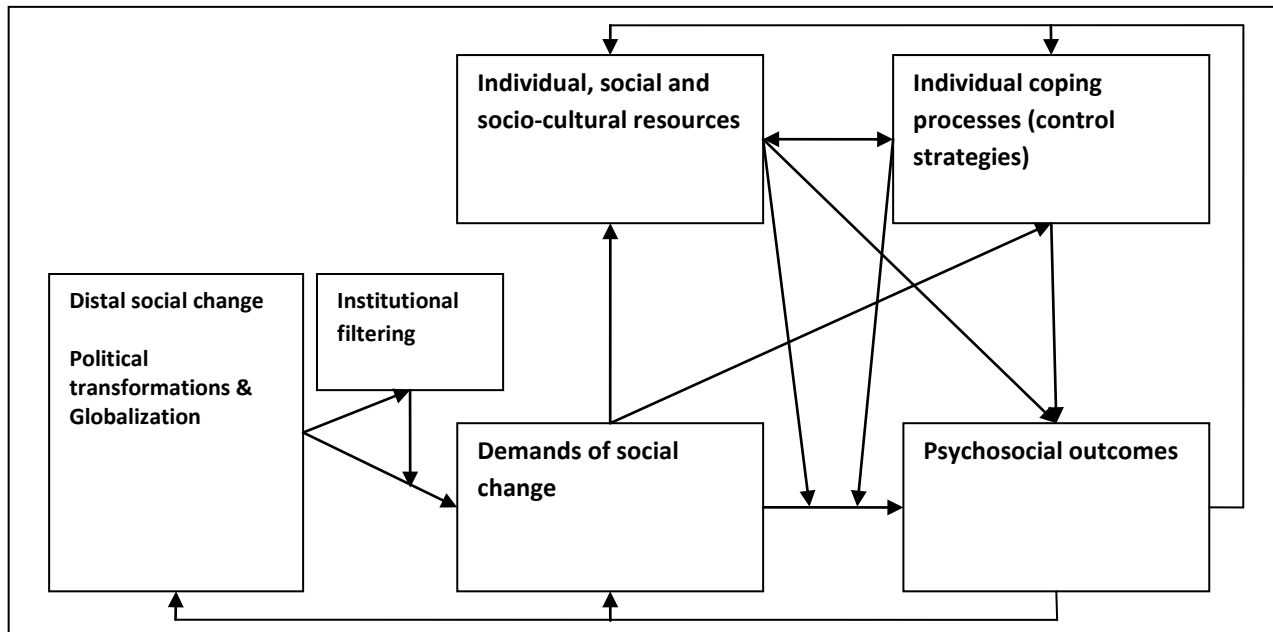 Individual, social and
socio-cultural resources
Individual coping
processes (control
strategies)
Distal social change
Political
transformations &
Globalization
Institutional
filtering
Demands of social
change
Psychosocial outcomes